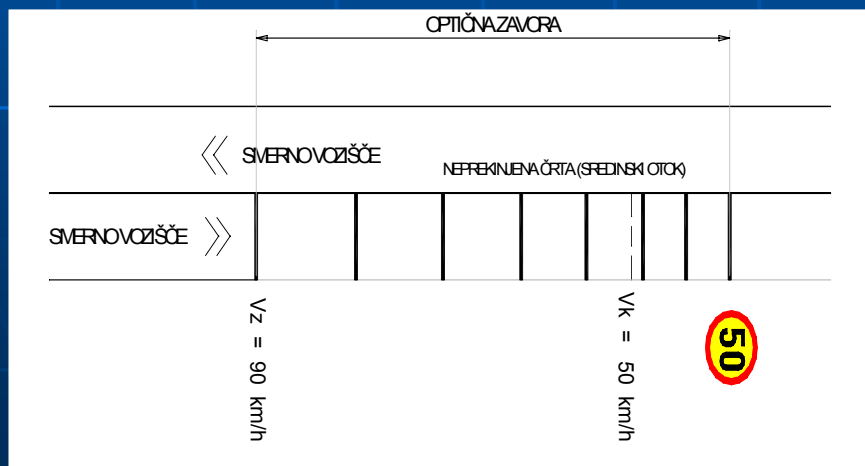 OPTIČNA ZAVORA
SMERNO VOZIŠČE
NEPREKINJENA ČRTA (SREDINSKI OTOK)
SMERNO VOZIŠČE
Vz = 90 km/h
Vk = 50 km/h
50